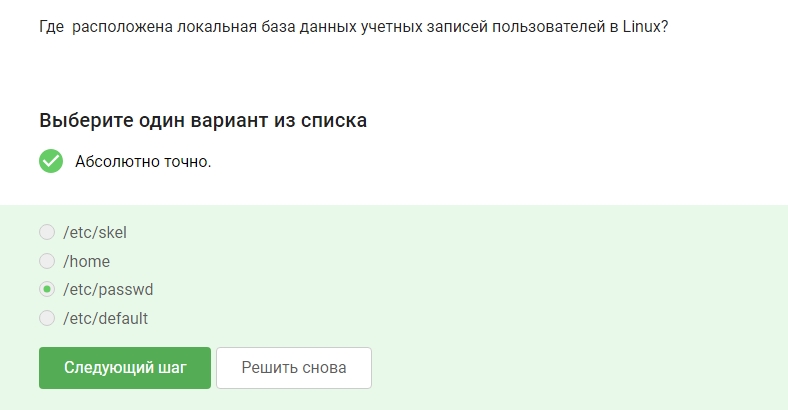 Где расположена локальная база данных учетных записей пользователей в Linux?
Выберите один вариант из списка
Абсолютно точно.
/etc/skel
/home
/etc/passwd
/etc/default
Следующий шаг
Решить снова